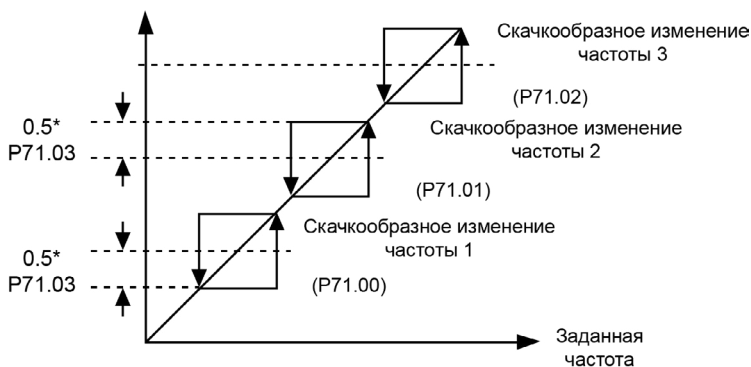 Скачкообразное изменение
частоты 3
(P71.02)
0.5*
P71.03
Скачкообразное изменение
частоты 2
(P71.01)
Скачкообразное изменение
частоты 1
0.5*
P71.03
(P71.00)
Заданная
частота